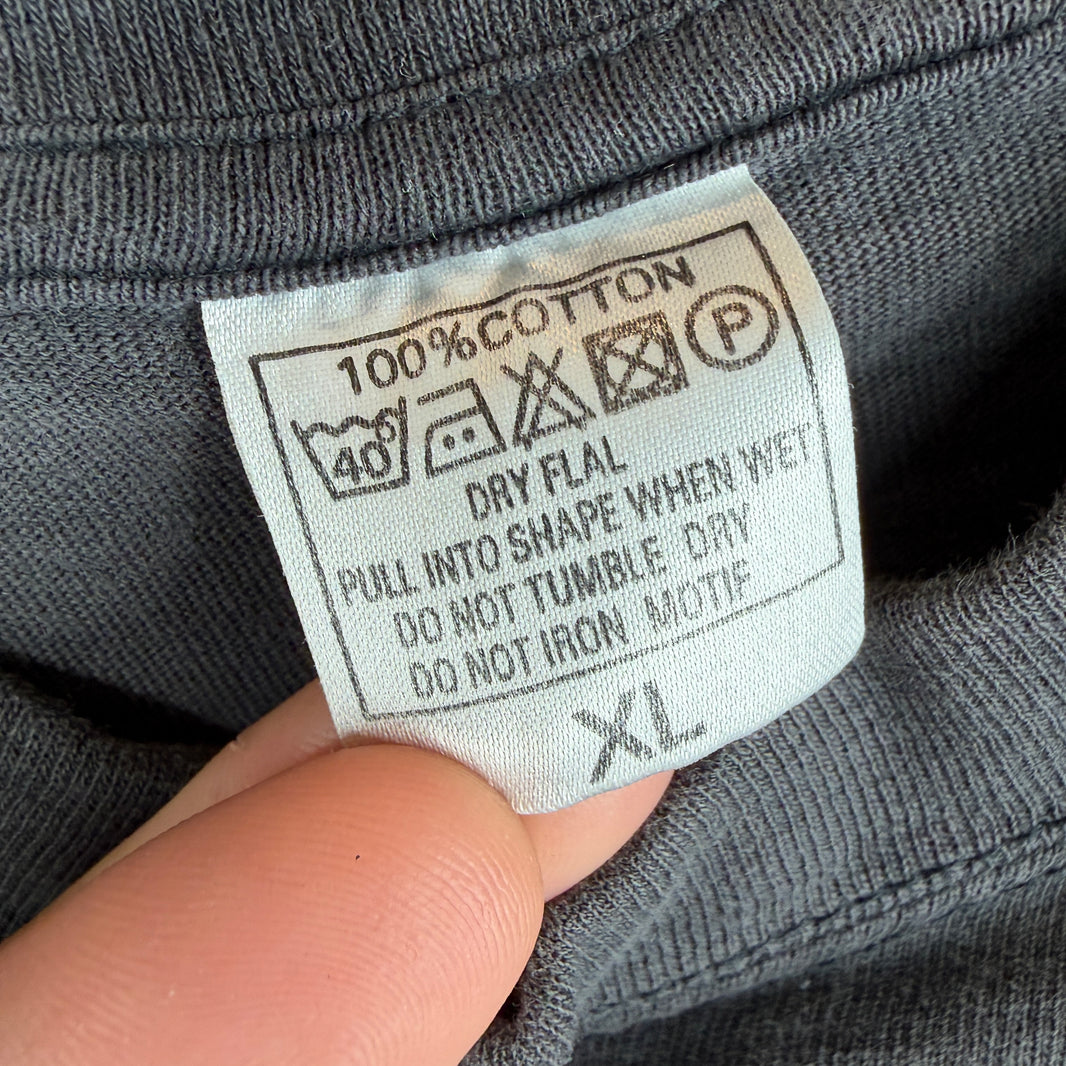 100%COTTON
40° P
DRY FLAL
PULL INTO SHAPE WHEN WET
DO NOT TUMBLE DRY
DO NOT IRON MOTIF
XL